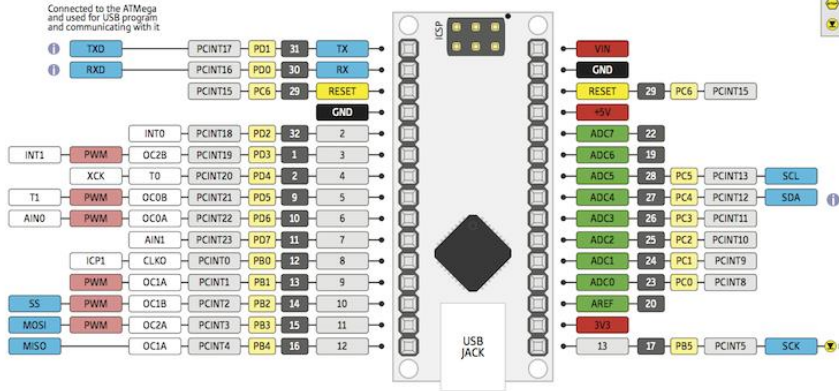 Connected to the ATMega
and used for USB program
and communicating with it
ICSP
TXD PCINT17 PD1 31 TX
VIN
RXD PCINT16 PD0 30 RX
GND
PCINT15 PC6 29 RESET
RESET 29 PC6 PCINT15
GND
+5V
INT0 PCINT18 PD2 32 2
ADC7 22
INT1 PWM OC2B PCINT19 PD3 1 3
ADC6 19
XCK T0 PCINT20 PD4 2 4
ADC5 28 PC5 PCINT13 SCL
T1 PWM OC0B PCINT21 PD5 9 5
ADC4 27 PC4 PCINT12 SDA
AIN0 PWM OC0A PCINT22 PD6 10 6
ADC3 26 PC3 PCINT11
AIN1 PCINT23 PD7 11 7
ADC2 25 PC2 PCINT10
ICP1 CLKO PCINT0 PB0 12 8
ADC1 24 PC1 PCINT9
PWM OC1A PCINT1 PB1 13 9
ADC0 23 PC0 PCINT8
SS PWM OC1B PCINT2 PB2 14 10
AREF 20
MOSI PWM OC2A PCINT3 PB3 15 11
3V3
MISO OC1A PCINT4 PB4 16 12
13 17 PB5 PCINT5 SCK
USB
JACK